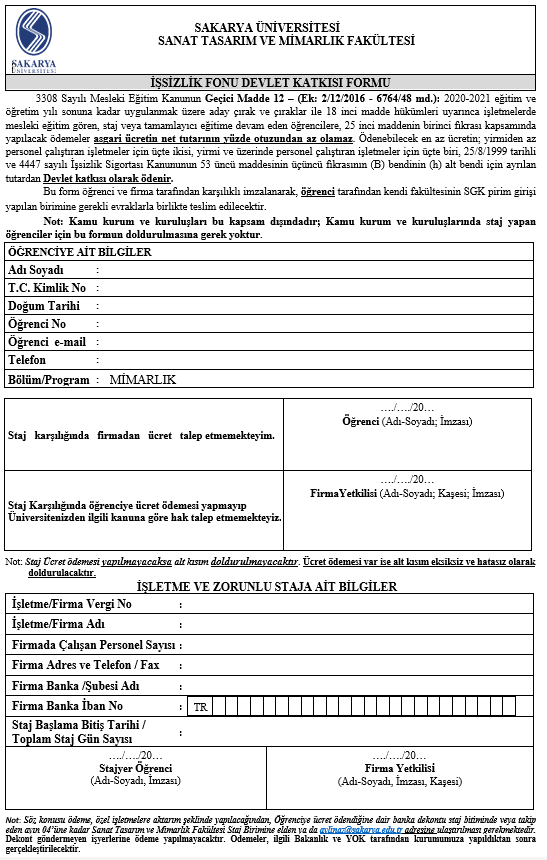 SAKARYA
ÜNİVERSİTESİ
SAKARYA ÜNİVERSİTESİ
SANAT TASARIM VE MİMARLIK FAKÜLTESİ
İŞSİZLİK FONU DEVLET KATKISI FORMU
3308 Sayılı Mesleki Eğitim Kanunun Geçici Madde 12 – (Ek: 2/12/2016 - 6764/48 md.): 2020-2021 eğitim ve
öğretim yılı sonuna kadar uygulanmak üzere aday çırak ve çıraklar ile 18 inci madde hükümleri uyarınca işletmelerde
mesleki eğitim gören, staj veya tamamlayıcı eğitime devam eden öğrencilere, 25 inci maddenin birinci fıkrası kapsamında
yapılacak ödemeler asgari ücretin net tutarının yüzde otuzundan az olamaz. Ödenebilecek en az ücretin; yirmiden az
personel çalıştıran işletmeler için üçte ikisi, yirmi ve üzerinde personel çalıştıran işletmeler için üçte biri, 25/8/1999 tarihli
ve 4447 sayılı İşsizlik Sigortası Kanununun 53 üncü maddesinin üçüncü fıkrasının (B) bendinin (h) alt bendi için ayrılan
tutardan Devlet katkısı olarak ödenir.
Bu form öğrenci ve firma tarafından karşılıklı imzalanarak, öğrenci tarafından kendi fakültesinin SGK pirim girişi
yapılan birimine gerekli evraklarla birlikte teslim edilecektir.
Not: Kamu kurum ve kuruluşları bu kapsam dışındadır; Kamu kurum ve kuruluşlarında staj yapan
öğrenciler için bu formun doldurulmasına gerek yoktur.
ÖĞRENCİYE AİT BİLGİLER
Adı Soyadı :
T.C. Kimlik No :
Doğum Tarihi :
Öğrenci No :
Öğrenci e-mail :
Telefon :
Bölüm/Program : MİMARLIK
Staj karşılığında firmadan ücret talep etmemekteyim.
…./…./20…
Öğrenci (Adı-Soyadı; İmzası)
Staj Karşılığında öğrenciye ücret ödemesi yapmayıp
Üniversitenizden ilgili kanuna göre hak talep etmemekteyiz.
…./…./20…
FirmaYetkilisi (Adı-Soyadı; Kaşesi; İmzası)
Not: Staj Ücret ödemesi yapılmayacaksa alt kısım doldurulmayacaktır. Ücret ödemesi var ise alt kısım eksiksiz ve hatasız olarak
doldurulacaktır.
İŞLETME VE ZORUNLU STAJA AİT BİLGİLER
İşletme/Firma Vergi No :
İşletme/Firma Adı :
Firmada Çalışan Personel Sayısı :
Firma Adres ve Telefon / Fax :
Firma Banka /Şubesi Adı :
Firma Banka İban No : TR
Staj Başlama Bitiş Tarihi /
Toplam Staj Gün Sayısı :
…./…./20…
Stajyer Öğrenci
(Adı-Soyadı, İmzası)
…./…./20…
Firma Yetkilisi
(Adı-Soyadı, İmzası, Kaşesi)
Not: Söz konusu ödeme, özel işletmelere aktarım şeklinde yapılacağından, Öğrenciye ücret ödendiğine dair banka dekontu staj bitiminde veya takip
eden ayın 04'üne kadar Sanat Tasarım ve Mimarlık Fakültesi Staj Birimine elden ya da aylinaz@sakarya.edu.tr adresine ulaştırılması gerekmektedir.
Dekont göndermeyen işyerlerine ödeme yapılmayacaktır. Ödemeler, ilgili Bakanlık ve YÖK tarafından kurumumuza yapıldıktan sonra
gerçekleştirilecektir.